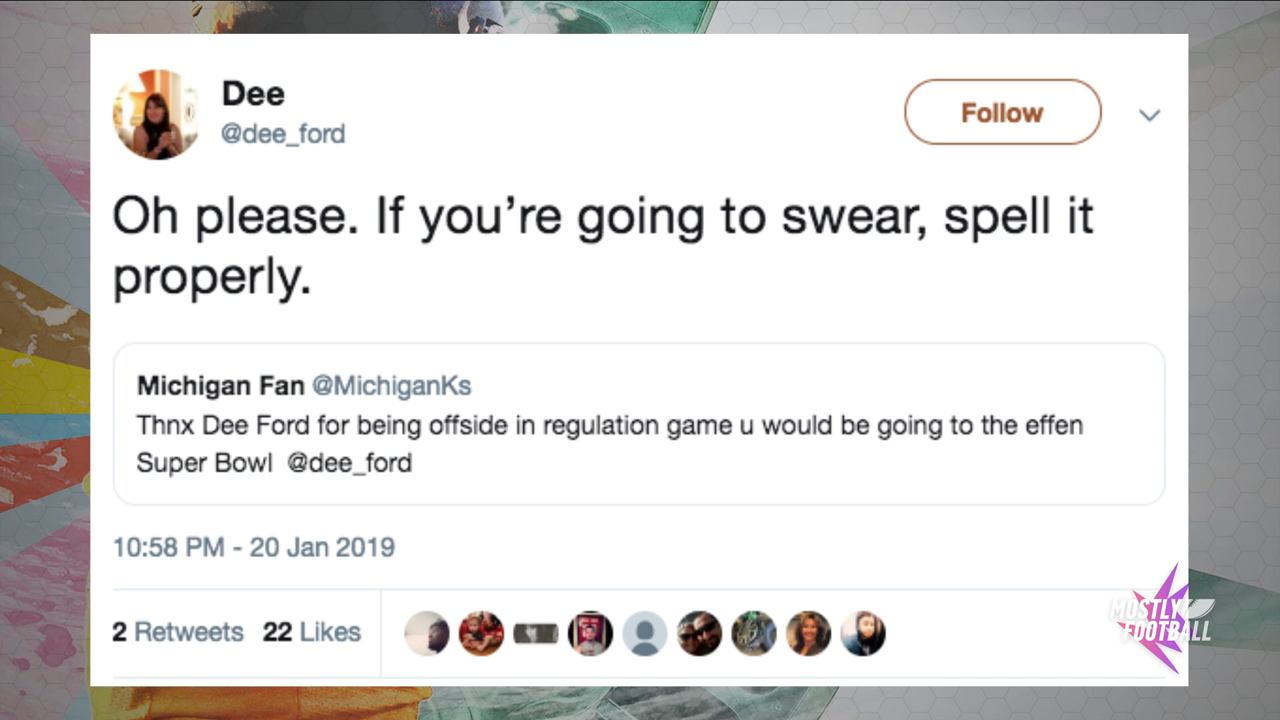 Dee
@dee_ford
Follow
Oh please. If you’re going to swear, spell it
properly.
Michigan Fan @MichiganKs
Thnx Dee Ford for being offside in regulation game u would be going to the effen
Super Bowl @dee_ford
10:58 PM - 20 Jan 2019
2 Retweets 22 Likes
MOSTLY
FOOTBALL